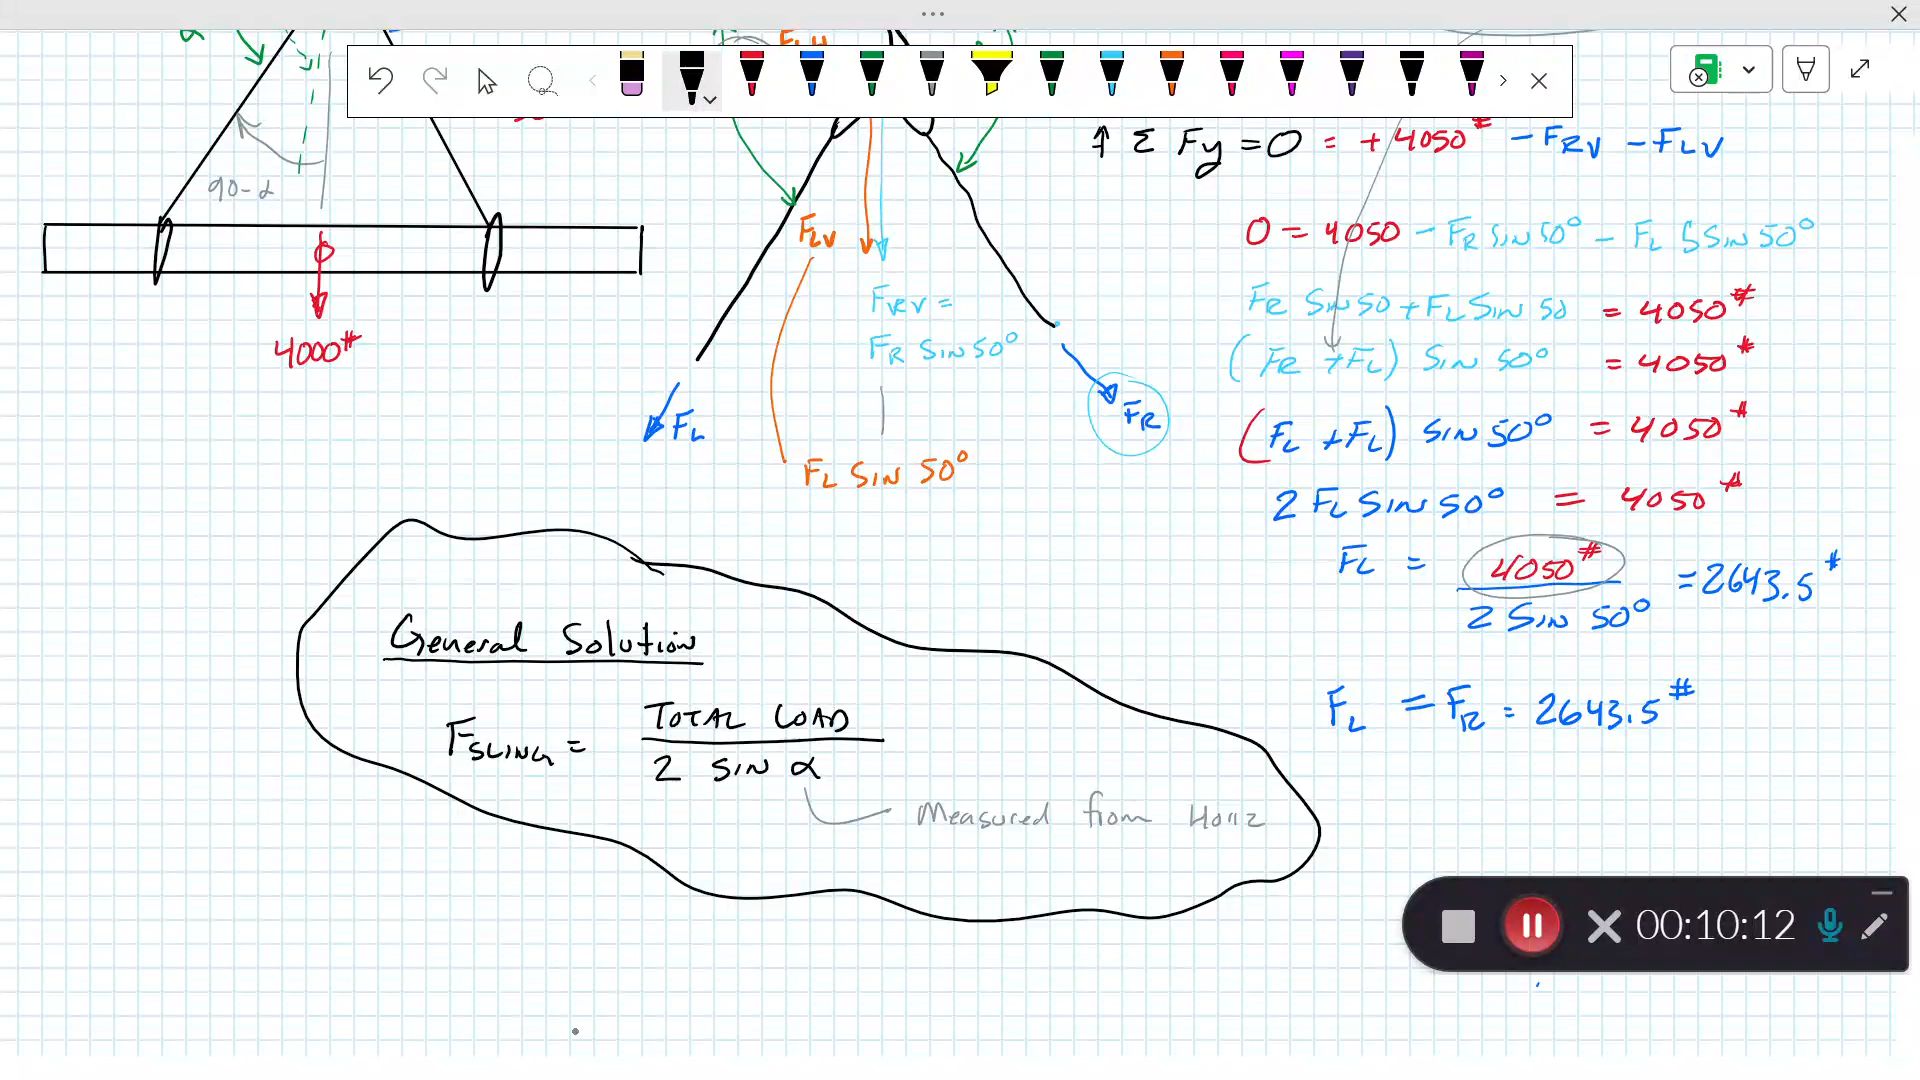 α
FLH
90-α
↑ Σ Fy = 0 = + 4050# - FRV - FLV
0 = 4050 - FR Sin 50° - FL SSin 50°
FLV
FRV =
FR Sin 50°
FR Sin 50 + FL Sin 50 = 4050#
(FR + FL) Sin 50° = 4050#
4000#
FL
FR
(FL + FL) Sin 50° = 4050#
FL Sin 50°
2 FL Sin 50° = 4050#
FL = 4050# / 2 Sin 50° = 2643.5#
General Solution
FL = FR = 2643.5#
FSLING = TOTAL LOAD / 2 SIN α
Measured from Horiz
00:10:12